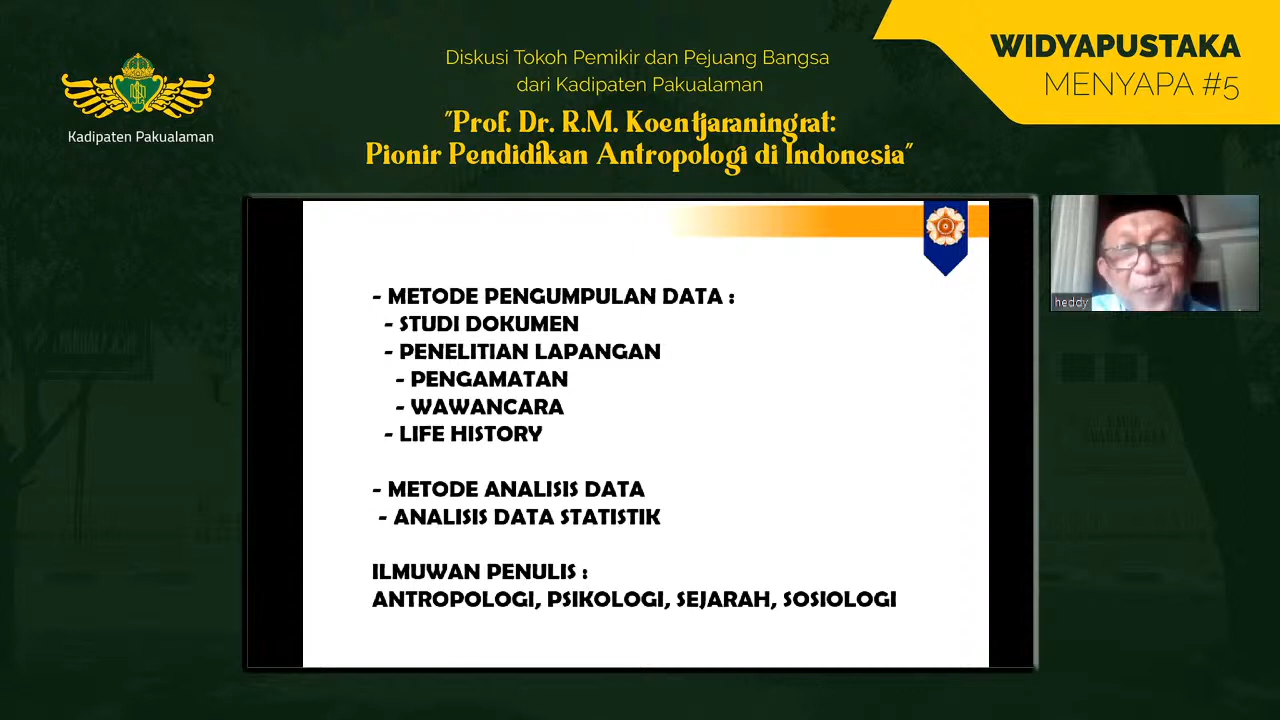 Diskusi Tokoh Pemikir dan Pejuang Bangsa
dari Kadipaten Pakualaman
"Prof. Dr. R.M. Koentjaraningrat:
Pionir Pendidikan Antropologi di Indonesia"
WIDYAPUSTAKA
MENYAPA #5
Kadipaten Pakualaman
- METODE PENGUMPULAN DATA :
- STUDI DOKUMEN
- PENELITIAN LAPANGAN
- PENGAMATAN
- WAWANCARA
- LIFE HISTORY
- METODE ANALISIS DATA
- ANALISIS DATA STATISTIK
ILMUWAN PENULIS :
ANTROPOLOGI, PSIKOLOGI, SEJARAH, SOSIOLOGI
heddy